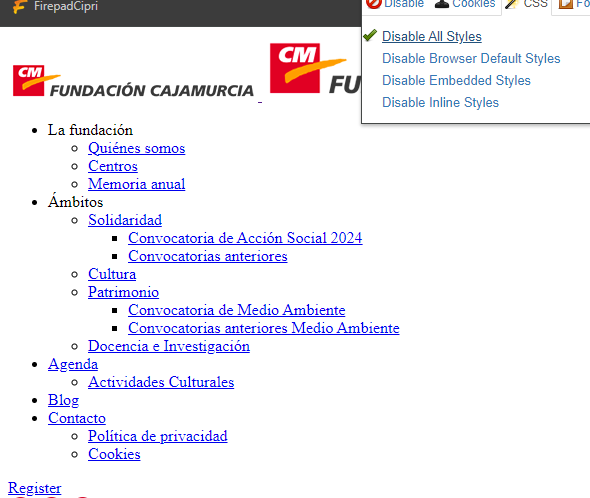 FirepadCipri
Disable Cookies CSS Fo
Disable All Styles
Disable Browser Default Styles
Disable Embedded Styles
Disable Inline Styles
CM FUNDACIÓN CAJAMURCIA
CM FU
La fundación
Quiénes somos
Centros
Memoria anual
Ámbitos
Solidaridad
Convocatoria de Acción Social 2024
Convocatorias anteriores
Cultura
Patrimonio
Convocatoria de Medio Ambiente
Convocatorias anteriores Medio Ambiente
Docencia e Investigación
Agenda
Actividades Culturales
Blog
Contacto
Política de privacidad
Cookies
Register